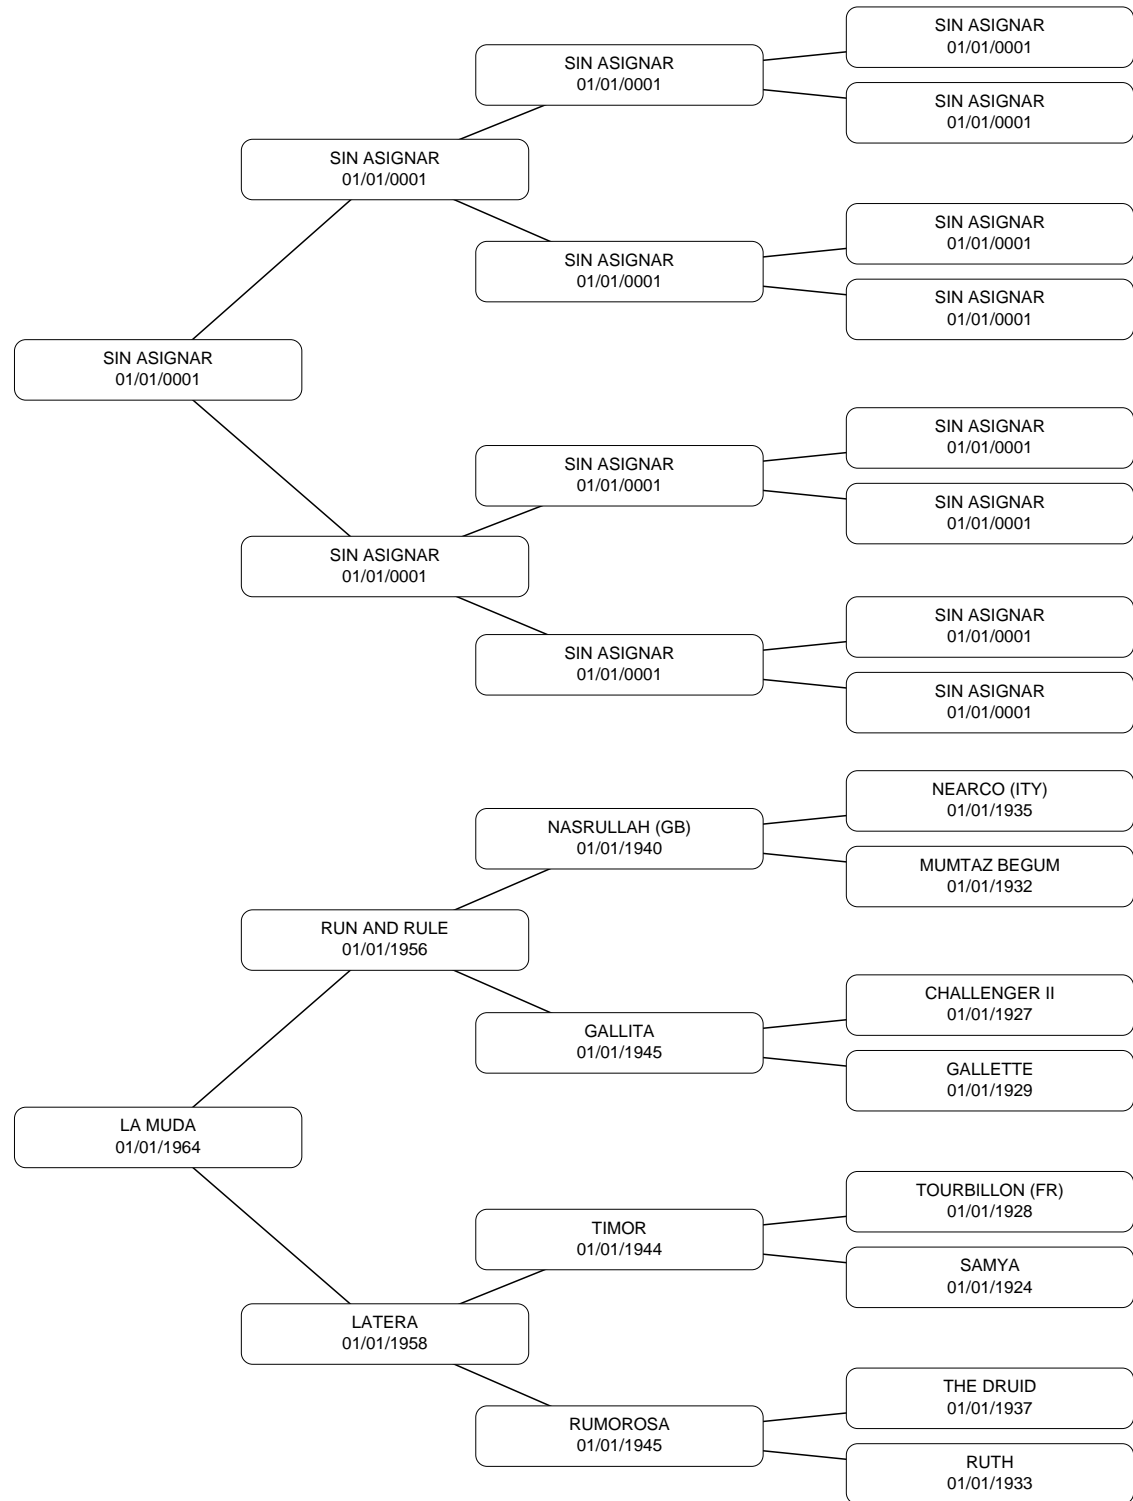 SIN ASIGNAR
01/01/0001
SIN ASIGNAR
01/01/0001
SIN ASIGNAR
01/01/0001
SIN ASIGNAR
01/01/0001
SIN ASIGNAR
01/01/0001
SIN ASIGNAR
01/01/0001
SIN ASIGNAR
01/01/0001
SIN ASIGNAR
01/01/0001
SIN ASIGNAR
01/01/0001
SIN ASIGNAR
01/01/0001
SIN ASIGNAR
01/01/0001
SIN ASIGNAR
01/01/0001
SIN ASIGNAR
01/01/0001
SIN ASIGNAR
01/01/0001
SIN ASIGNAR
01/01/0001
NEARCO (ITY)
01/01/1935
NASRULLAH (GB)
01/01/1940
MUMTAZ BEGUM
01/01/1932
RUN AND RULE
01/01/1956
CHALLENGER II
01/01/1927
GALLITA
01/01/1945
GALLETTE
01/01/1929
LA MUDA
01/01/1964
TOURBILLON (FR)
01/01/1928
TIMOR
01/01/1944
SAMYA
01/01/1924
LATERA
01/01/1958
THE DRUID
01/01/1937
RUMOROSA
01/01/1945
RUTH
01/01/1933